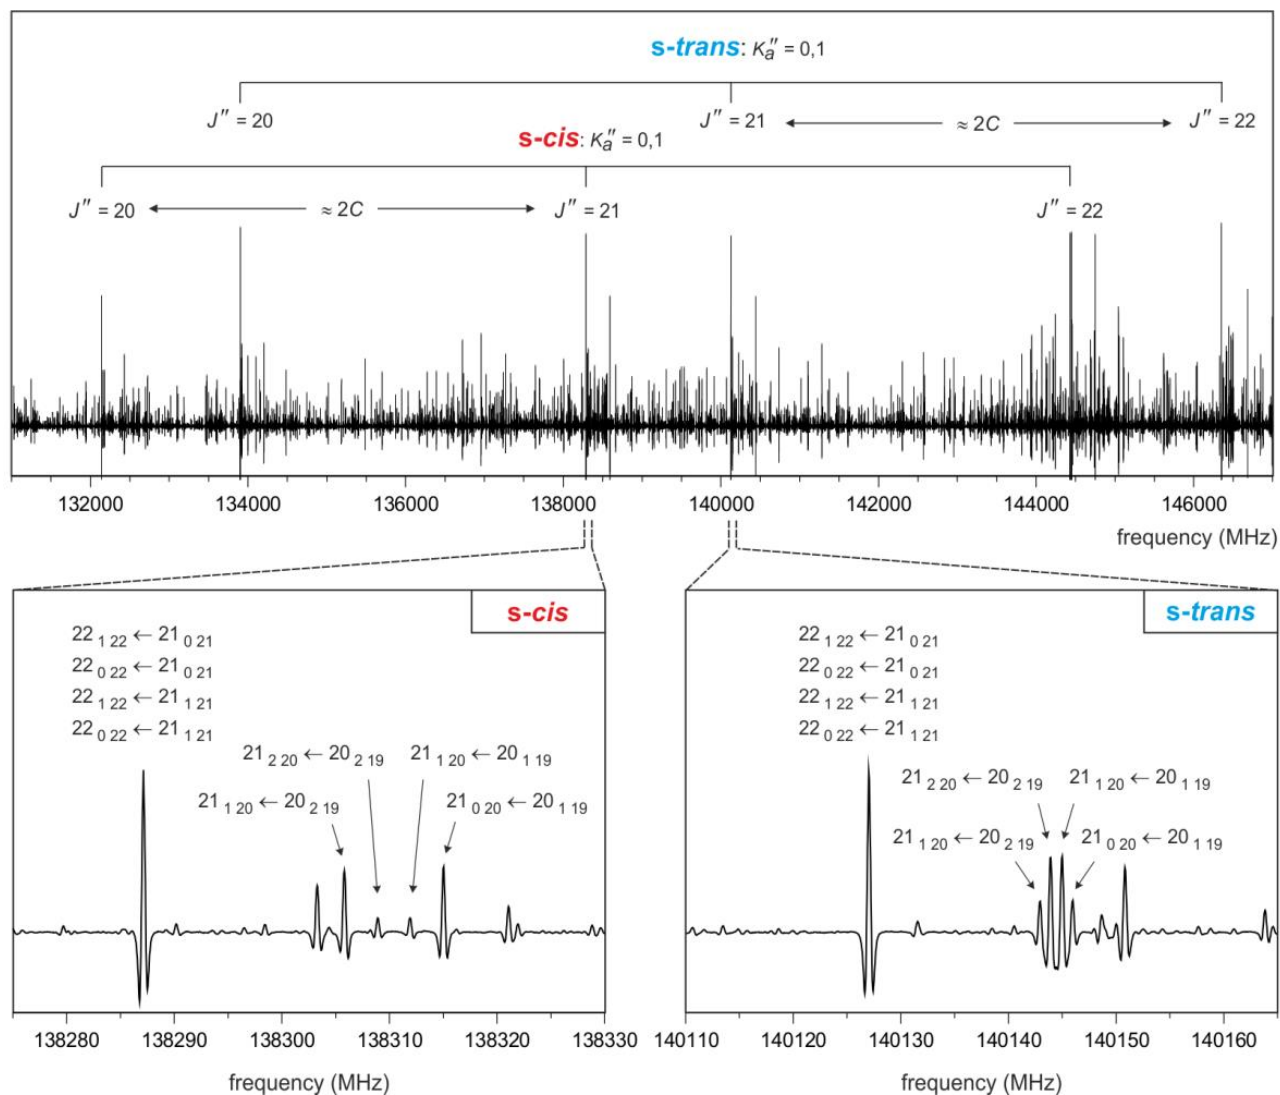 s-trans: K″a = 0,1
J″ = 20
J″ = 21
≈ 2C
J″ = 22
s-cis: K″a = 0,1
J″ = 20
≈ 2C
J″ = 21
J″ = 22
132000 134000 136000 138000 140000 142000 144000 146000
frequency (MHz)
s-cis
22 1 22 ← 21 0 21
22 0 22 ← 21 0 21
22 1 22 ← 21 1 21
22 0 22 ← 21 1 21
21 2 20 ← 20 2 19
21 1 20 ← 20 1 19
21 1 20 ← 20 2 19
21 0 20 ← 20 1 19
138280 138290 138300 138310 138320 138330
frequency (MHz)
s-trans
22 1 22 ← 21 0 21
22 0 22 ← 21 0 21
22 1 22 ← 21 1 21
22 0 22 ← 21 1 21
21 2 20 ← 20 2 19
21 1 20 ← 20 1 19
21 1 20 ← 20 2 19
21 0 20 ← 20 1 19
140110 140120 140130 140140 140150 140160
frequency (MHz)